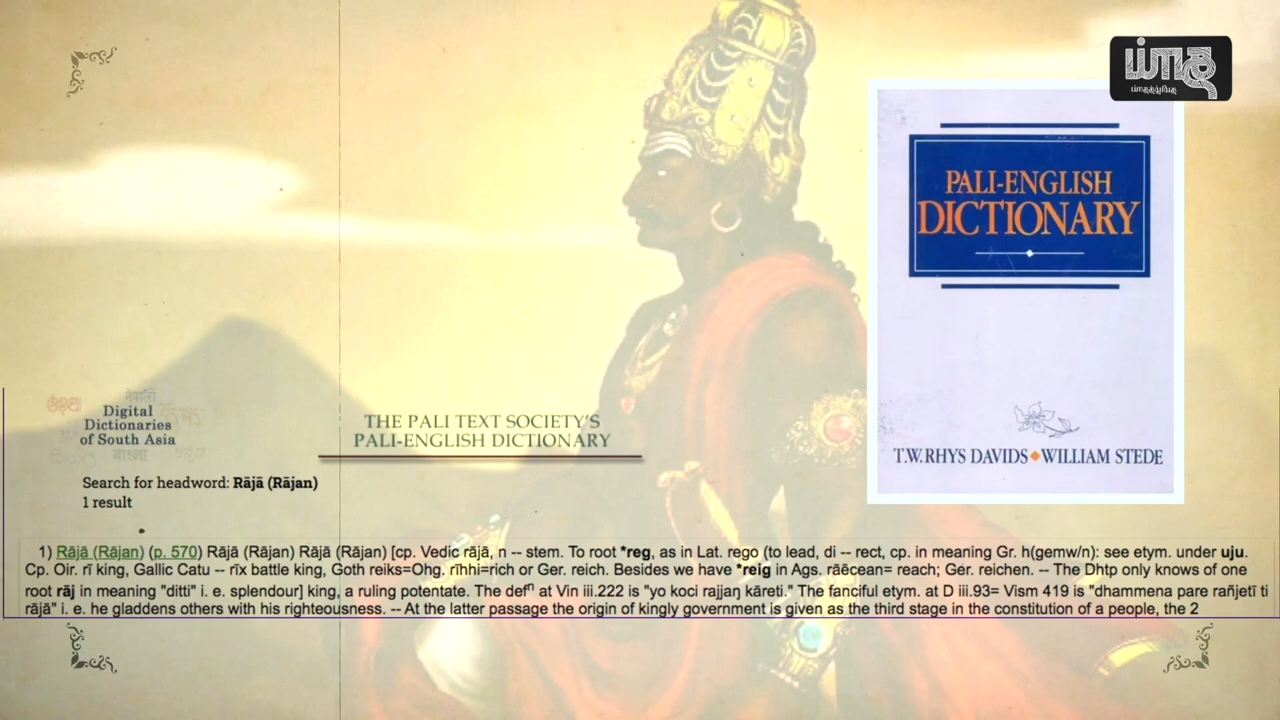 PALI-ENGLISH
DICTIONARY
T.W. RHYS DAVIDS ◆ WILLIAM STEDE
नेपाली
Digital
Dictionaries
of South Asia
বাংলা
THE PALI TEXT SOCIETY'S
PALI-ENGLISH DICTIONARY
Search for headword: Rājā (Rājan)
1 result
1) Rājā (Rājan) (p. 570) Rājā (Rājan) Rājā (Rājan) [cp. Vedic rājā, n -- stem. To root *reg, as in Lat. rego (to lead, di -- rect, cp. in meaning Gr. h(gemw/n): see etym. under uju.
Cp. Oir. rī king, Gallic Catu -- rīx battle king, Goth reiks=Ohg. rīhhi=rich or Ger. reich. Besides we have *reig in Ags. rāēcean= reach; Ger. reichen. -- The Dhtp only knows of one
root rāj in meaning "ditti" i. e. splendour] king, a ruling potentate. The defⁿ at Vin iii.222 is "yo koci rajjaŋ kāreti." The fanciful etym. at D iii.93= Vism 419 is "dhammena pare rañjetī ti
rājā" i. e. he gladdens others with his righteousness. -- At the latter passage the origin of kingly government is given as the third stage in the constitution of a people, the 2